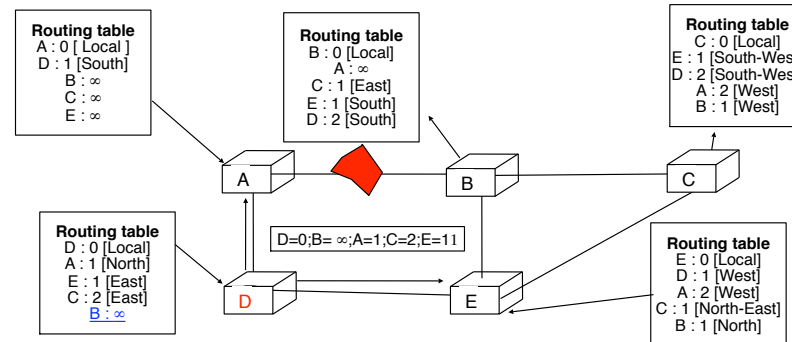 Routing table
A : 0 [ Local ]
D : 1 [South]
B : ∞
C : ∞
E : ∞
Routing table
B : 0 [Local]
A : ∞
C : 1 [East]
E : 1 [South]
D : 2 [South]
Routing table
C : 0 [Local]
E : 1 [South-West
D : 2 [South-West
A : 2 [West]
B : 1 [West]
A
B
C
D=0;B= ∞;A=1;C=2;E=11
Routing table
D : 0 [Local]
A : 1 [North]
E : 1 [East]
C : 2 [East]
B : ∞
D
E
Routing table
E : 0 [Local]
D : 1 [West]
A : 2 [West]
C : 1 [North-East]
B : 1 [North]